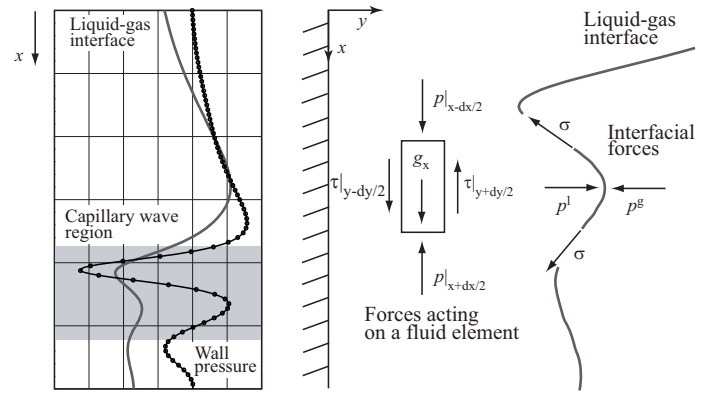 Liquid-gas
interface
x
Capillary wave
region
Wall
pressure
y
x
p|x-dx/2
gx
τ|y-dy/2
τ|y+dy/2
p|x+dx/2
Forces acting
on a fluid element
Liquid-gas
interface
σ
Interfacial
forces
pl
pg
σ